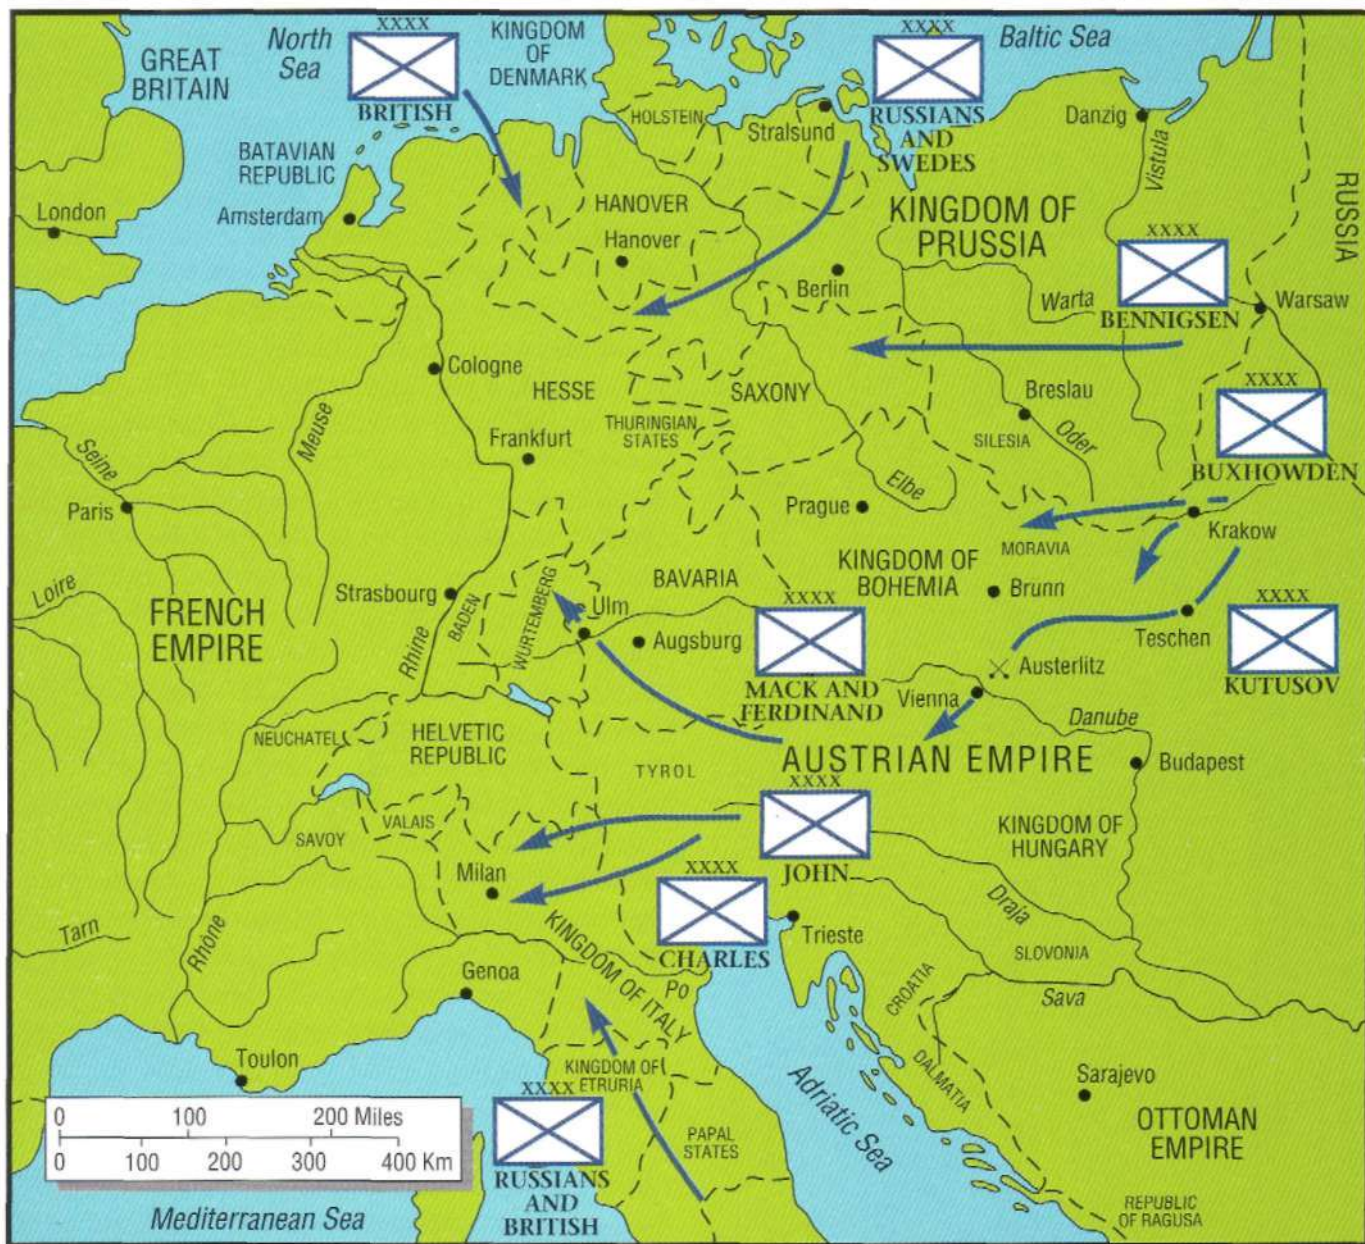 XXXX
BRITISH
North
Sea
KINGDOM
OF
DENMARK
XXXX
RUSSIANS
AND
SWEDES
Baltic Sea
GREAT
BRITAIN
HOLSTEIN
Stralsund
Danzig
Vistula
RUSSIA
BATAVIAN
REPUBLIC
London
Amsterdam
HANOVER
Hanover
KINGDOM OF
PRUSSIA
Berlin
XXXX
BENNIGSEN
Warta
Warsaw
Cologne
HESSE
THURINGIAN
STATES
SAXONY
Breslau
SILESIA
Oder
XXXX
BUXHOWDEN
Meuse
Seine
Paris
Frankfurt
Elbe
Prague
Krakow
MORAVIA
KINGDOM OF
BOHEMIA
Brunn
Loire
FRENCH
EMPIRE
Strasbourg
BADEN
WURTEMBERG
Rhine
Ulm
BAVARIA
Augsburg
XXXX
MACK AND
FERDINAND
Teschen
XXXX
KUTUSOV
Austerlitz
Vienna
Danube
NEUCHATEL
HELVETIC
REPUBLIC
TYROL
AUSTRIAN EMPIRE
Budapest
SAVOY
VALAIS
XXXX
JOHN
KINGDOM OF
HUNGARY
Milan
XXXX
CHARLES
Trieste
Draja
SLOVONIA
Tarn
Rhône
Genoa
KINGDOM OF ITALY
Po
CROATIA
Sava
Toulon
KINGDOM OF
ETRURIA
DALMATIA
Adriatic Sea
Sarajevo
OTTOMAN
EMPIRE
0 100 200 Miles
0 100 200 300 400 Km
XXXX
RUSSIANS
AND
BRITISH
PAPAL
STATES
Mediterranean Sea
REPUBLIC
OF RAGUSA